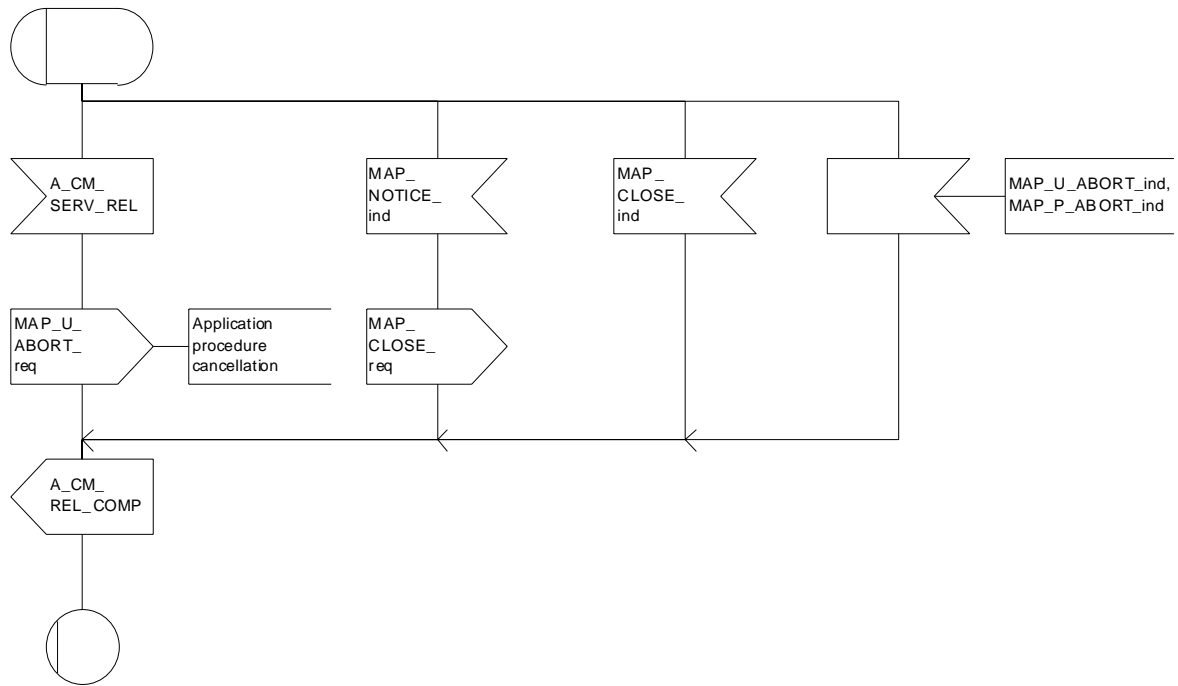 A_CM_
SERV_REL
MAP_
NOTICE_
ind
MAP_
CLOSE_
ind
MAP_U_ABORT_ind,
MAP_P_ABORT_ind
MAP_U_
ABORT_
req
Application
procedure
cancellation
MAP_
CLOSE_
req
A_CM_
REL_COMP